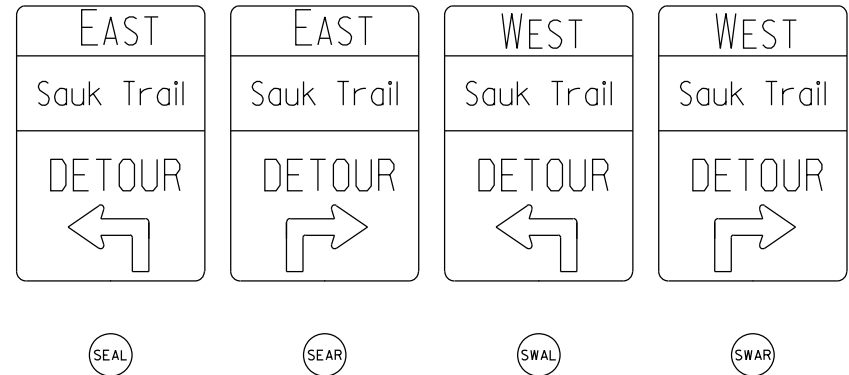 EAST
Sauk Trail
DETOUR
SEAL
EAST
Sauk Trail
DETOUR
SEAR
WEST
Sauk Trail
DETOUR
SWAL
WEST
Sauk Trail
DETOUR
SWAR